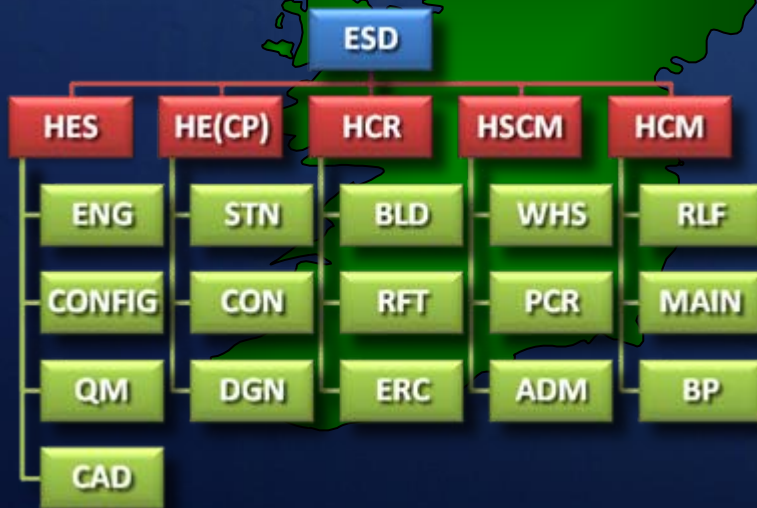 ESD
HES
HE(CP)
HCR
HSCM
HCM
ENG
STN
BLD
WHS
RLF
CONFIG
CON
RFT
PCR
MAIN
QM
DGN
ERC
ADM
BP
CAD